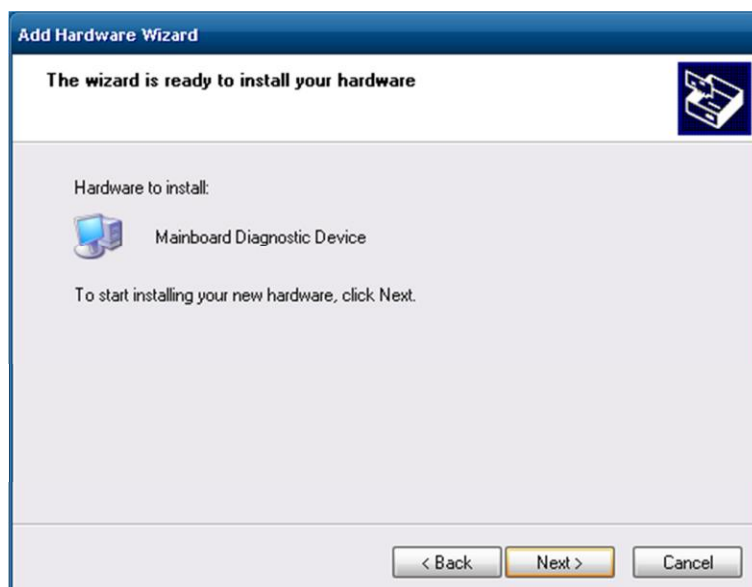 Add Hardware Wizard
The wizard is ready to install your hardware
Hardware to install:
Mainboard Diagnostic Device
To start installing your new hardware, click Next.
< Back Next > Cancel